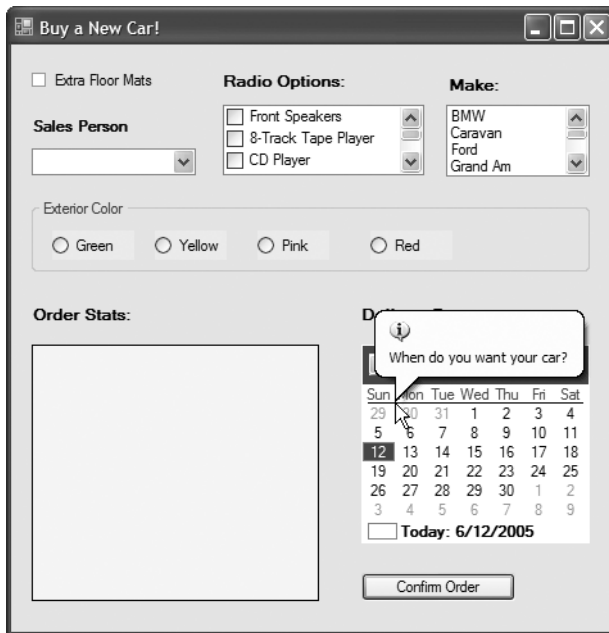 Buy a New Car!
Extra Floor Mats
Radio Options:
Make:
Front Speakers
8-Track Tape Player
CD Player
BMW
Caravan
Ford
Grand Am
Sales Person
Exterior Color
Green Yellow Pink Red
Order Stats:
When do you want your car?
Sun Mon Tue Wed Thu Fri Sat
29 30 31 1 2 3 4
5 6 7 8 9 10 11
12 13 14 15 16 17 18
19 20 21 22 23 24 25
26 27 28 29 30 1 2
3 4 5 6 7 8 9
Today: 6/12/2005
Confirm Order